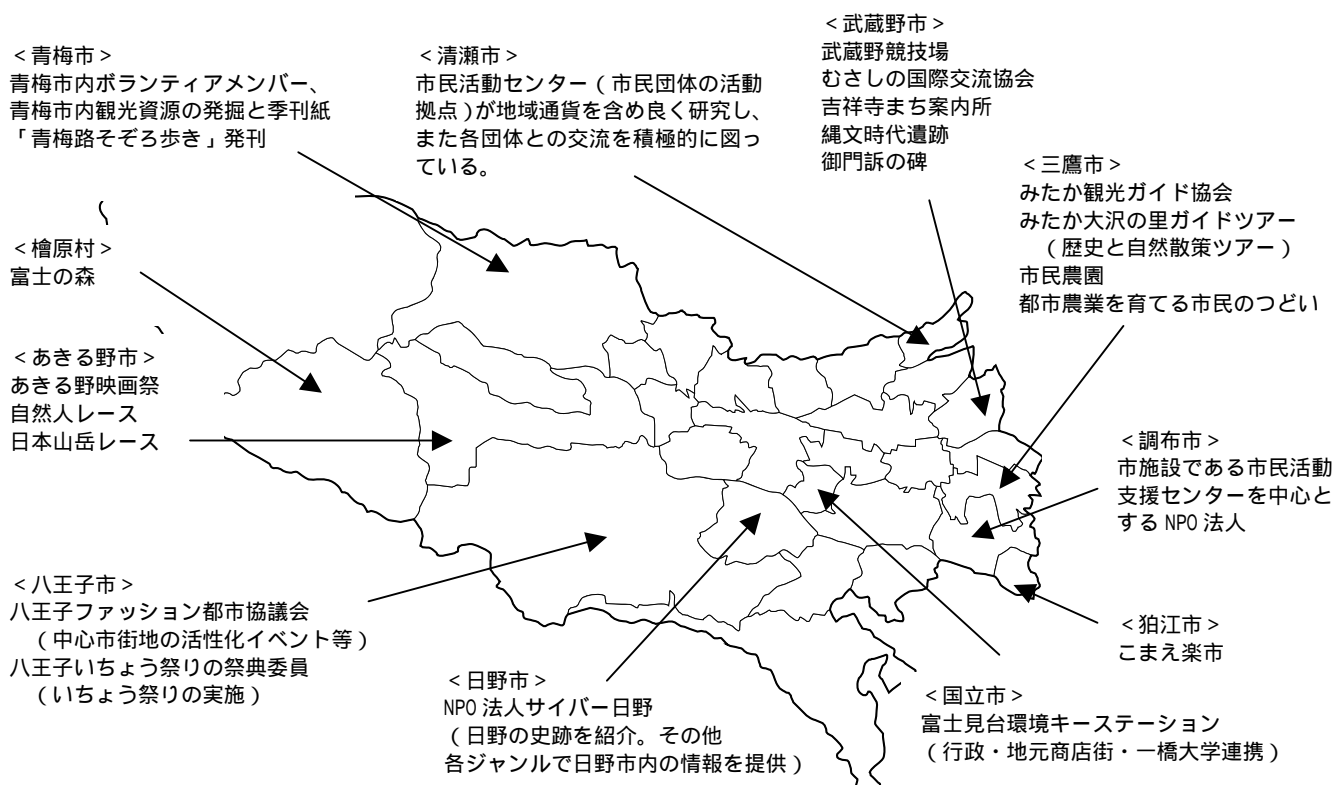 ＜青梅市＞
青梅市内ボランティアメンバー、
青梅市内観光資源の発掘と季刊紙
「青梅路そぞろ歩き」発刊
＜清瀬市＞
市民活動センター（市民団体の活動
拠点）が地域通貨を含め良く研究し、
また各団体との交流を積極的に図っ
ている。
＜武蔵野市＞
武蔵野競技場
むさしの国際交流協会
吉祥寺まち案内所
縄文時代遺跡
御門訴の碑
＜三鷹市＞
みたか観光ガイド協会
みたか大沢の里ガイドツアー
（歴史と自然散策ツアー）
市民農園
都市農業を育てる市民のつどい
＜檜原村＞
富士の森
＜あきる野市＞
あきる野映画祭
自然人レース
日本山岳レース
＜調布市＞
市施設である市民活動
支援センターを中心と
する NPO 法人
＜八王子市＞
八王子ファッション都市協議会
（中心市街地の活性化イベント等）
八王子いちょう祭りの祭典委員
（いちょう祭りの実施）
＜狛江市＞
こまえ楽市
＜日野市＞
NPO 法人サイバー日野
（日野の史跡を紹介。その他
各ジャンルで日野市内の情報を提供）
＜国立市＞
富士見台環境キーステーション
（行政・地元商店街・一橋大学連携）